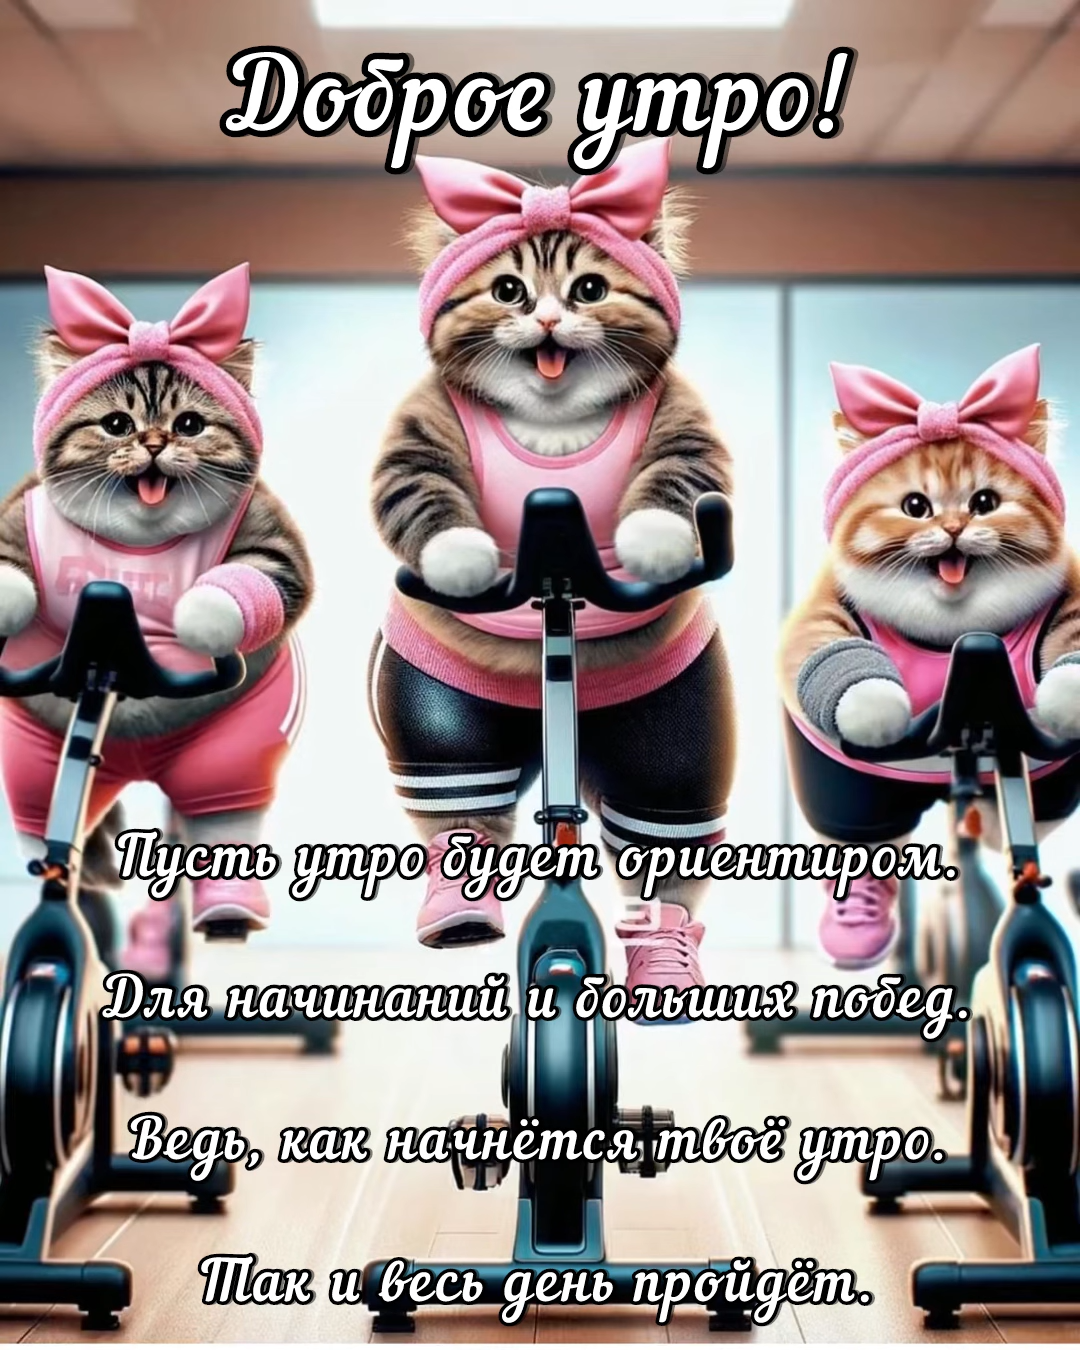 Доброе утро!
Пусть утро будет ориентиром.
Для начинаний и больших побед.
Ведь, как начнётся твоё утро.
Так и весь день пройдёт.